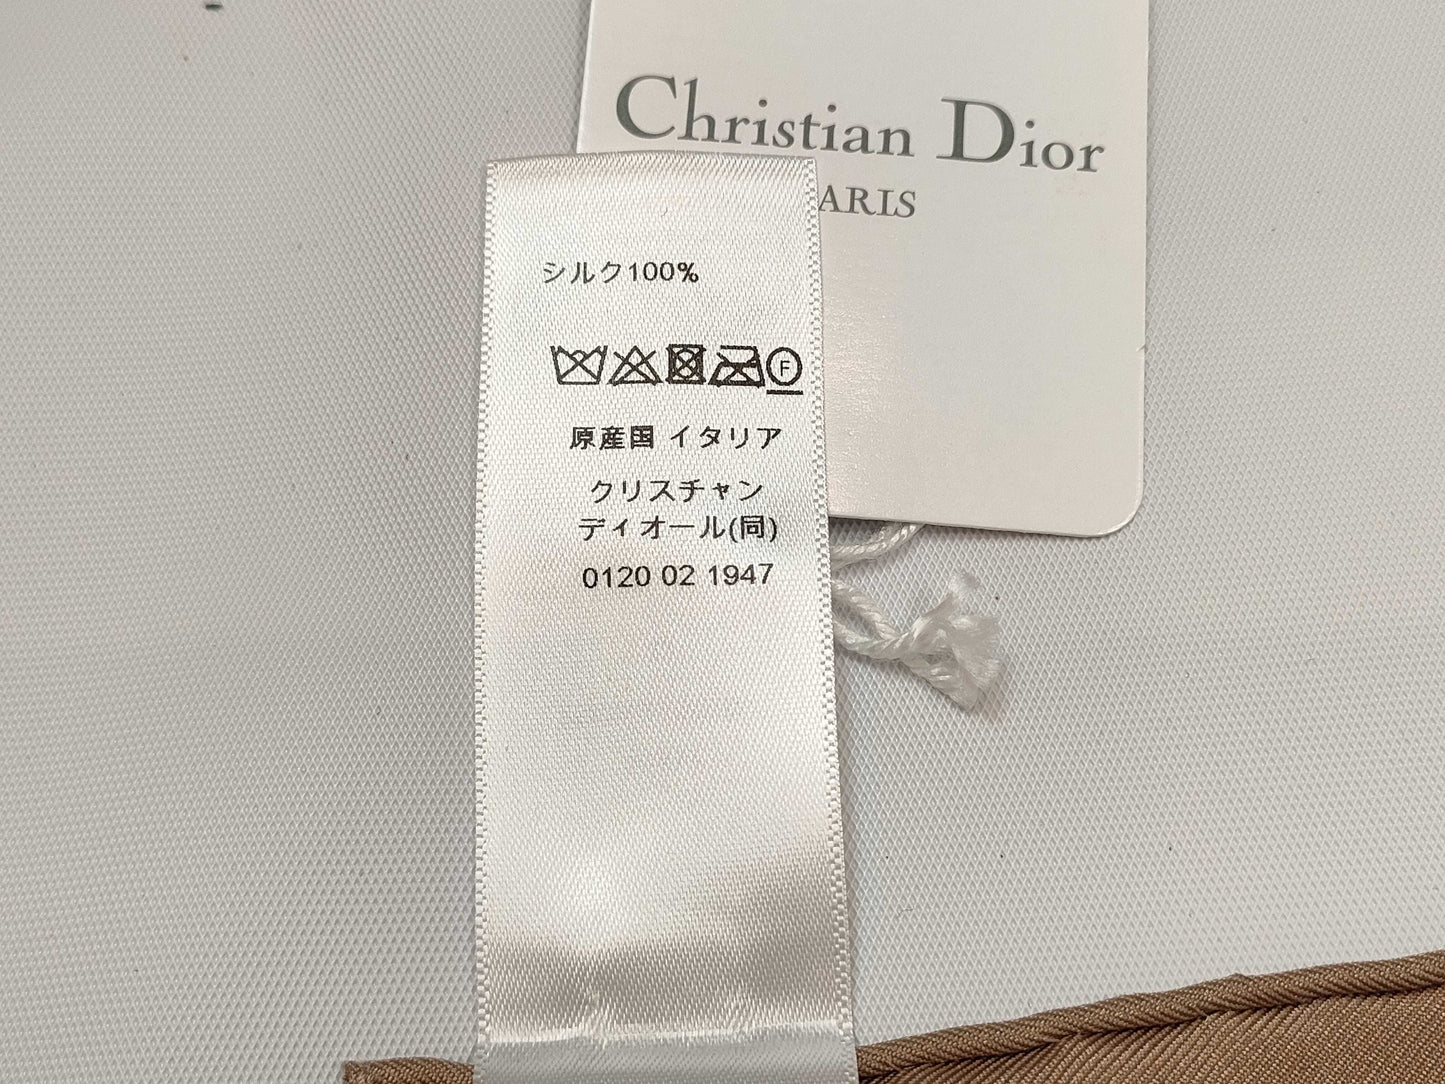 Christian Dior
ARIS
シルク100%
F
原産国 イタリア
クリスチャン
ディオール(同)
0120 02 1947